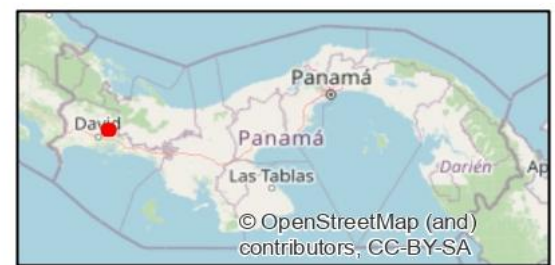 Panamá
David
Panamá
Darién
Ap
Las Tablas
© OpenStreetMap (and)
contributors, CC-BY-SA